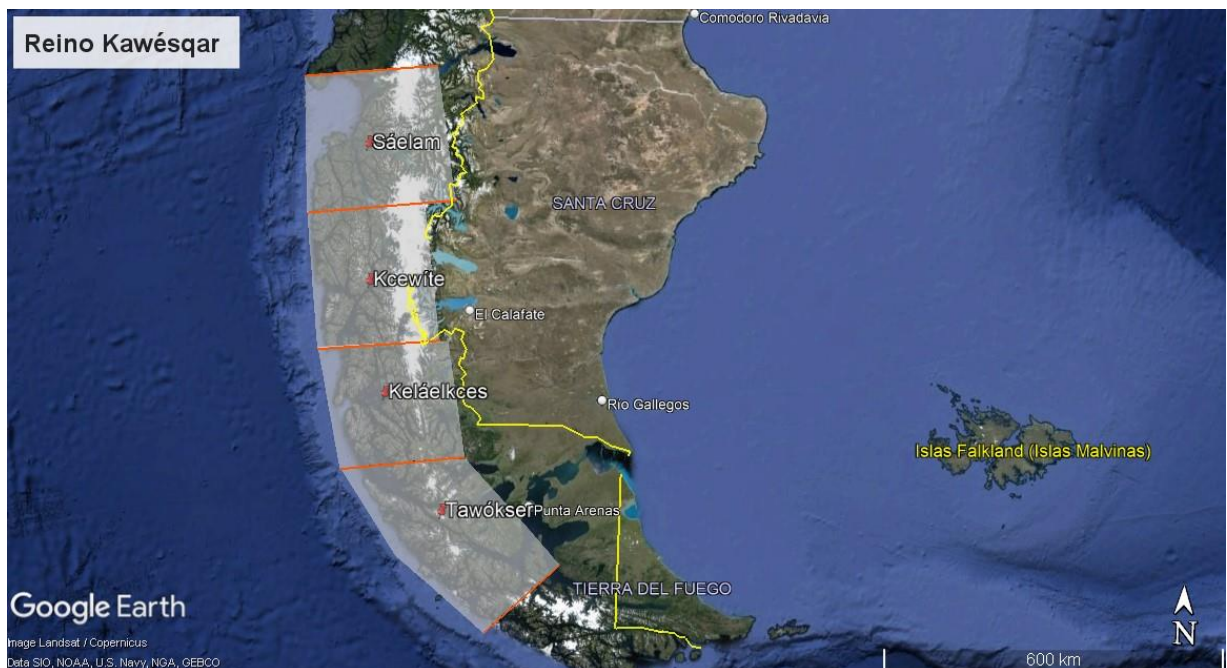 Reino Kawésqar
Comodoro Rivadavia
Sáelam
SANTA CRUZ
Kcewíte
El Calafate
Keláelkces
Río Gallegos
Islas Falkland (Islas Malvinas)
Tawókser
Punta Arenas
TIERRA DEL FUEGO
Google Earth
Image Landsat / Copernicus
Data SIO, NOAA, U.S. Navy, NGA, GEBCO
N
600 km